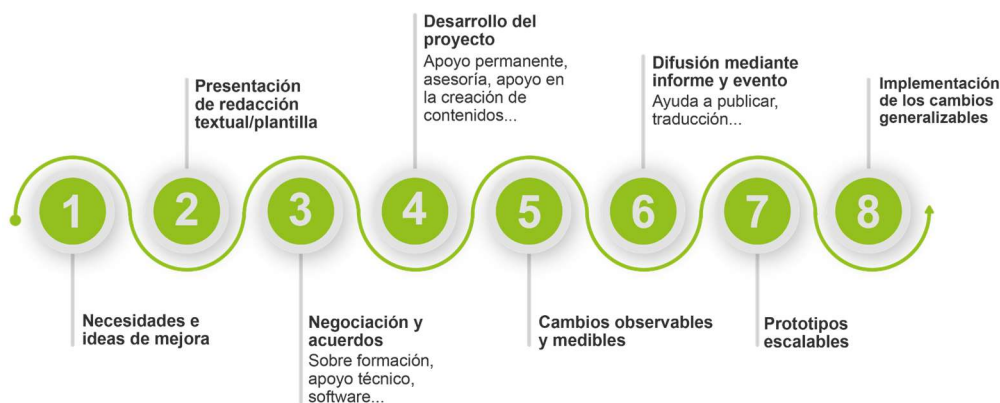 1
Necesidades e
ideas de mejora
2
Presentación
de redacción
textual/plantilla
3
Negociación y
acuerdos
Sobre formación,
apoyo técnico,
software...
4
Desarrollo del
proyecto
Apoyo permanente,
asesoría, apoyo en
la creación de
contenidos...
5
Cambios observables
y medibles
6
Difusión mediante
informe y evento
Ayuda a publicar,
traducción...
7
Prototipos
escalables
8
Implementación
de los cambios
generalizables